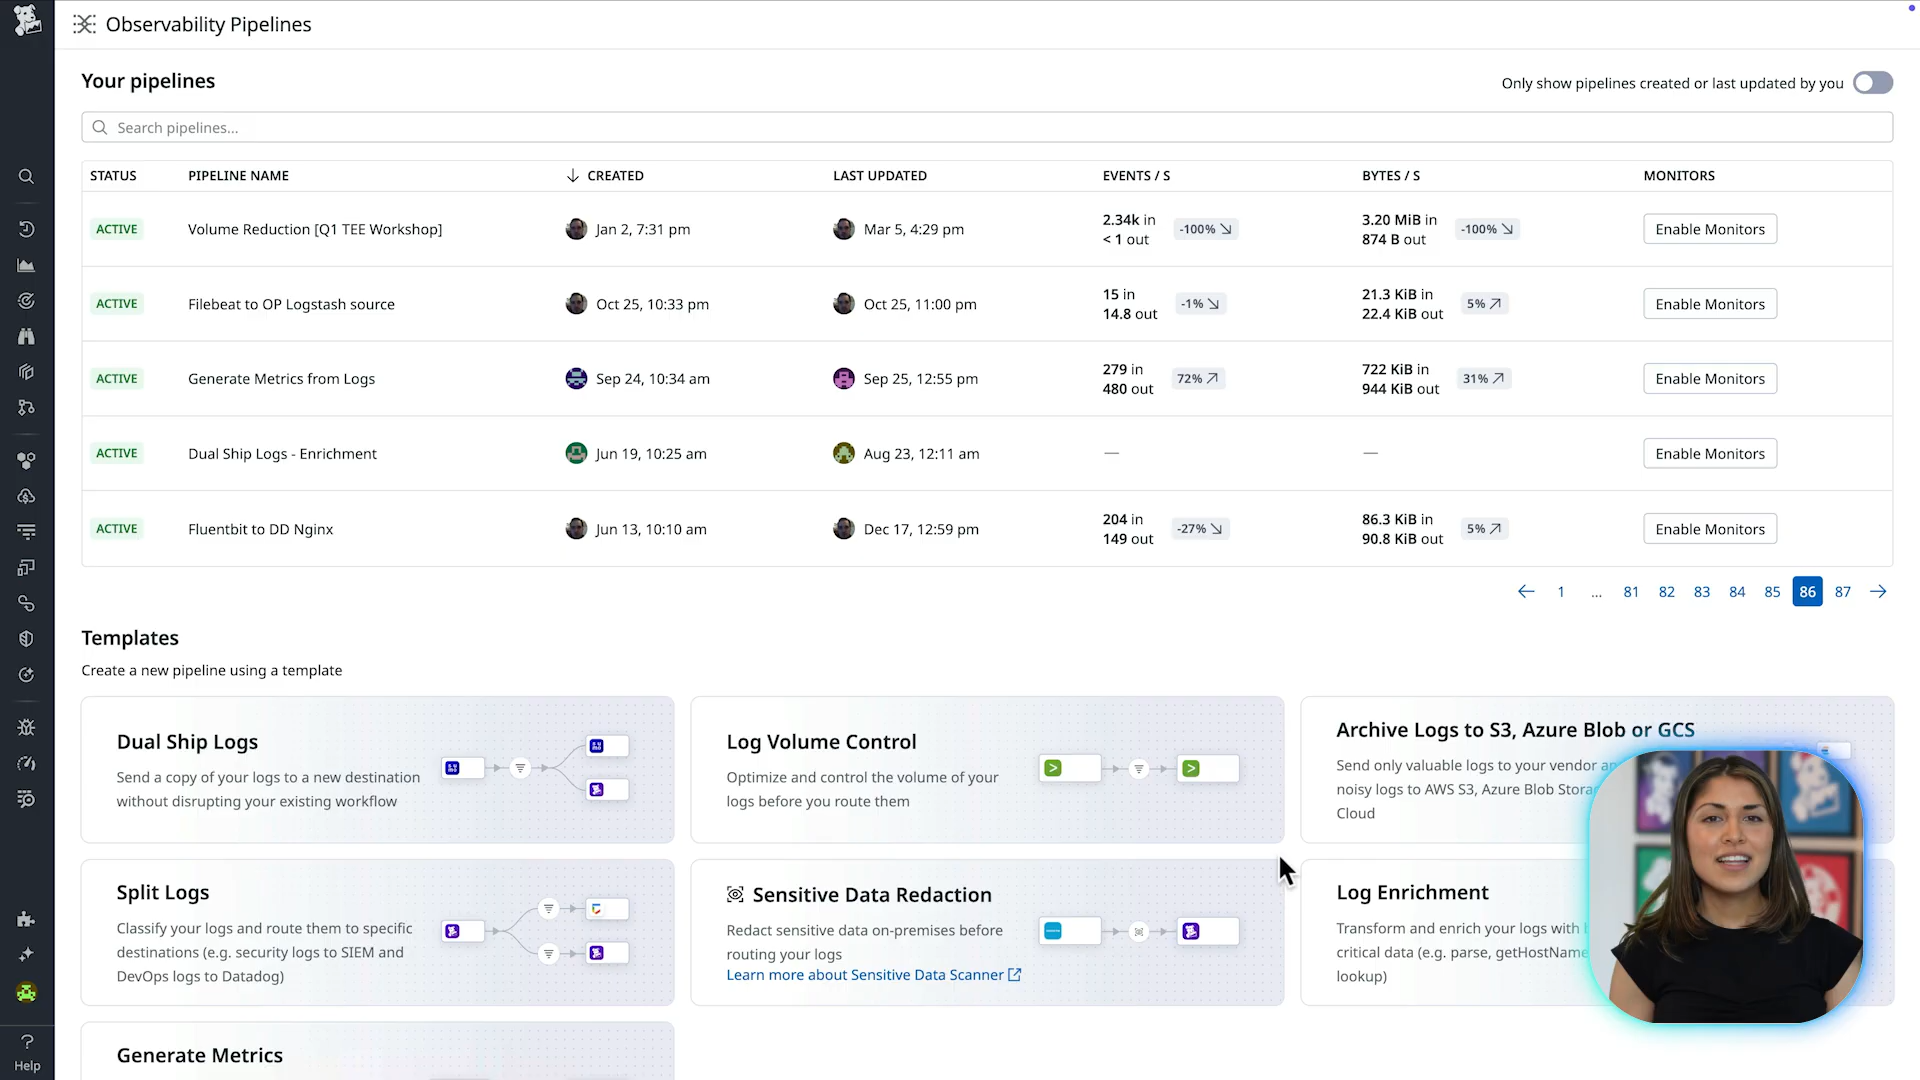 Observability Pipelines
Your pipelines
Only show pipelines created or last updated by you
Search pipelines...
STATUS PIPELINE NAME CREATED LAST UPDATED EVENTS / S BYTES / S MONITORS
ACTIVE Volume Reduction [Q1 TEE Workshop] Jan 2, 7:31 pm Mar 5, 4:29 pm 2.34k in -100% 3.20 MiB in -100% Enable Monitors
< 1 out 874 B out
ACTIVE Filebeat to OP Logstash source Oct 25, 10:33 pm Oct 25, 11:00 pm 15 in -1% 21.3 KiB in 5% Enable Monitors
14.8 out 22.4 KiB out
ACTIVE Generate Metrics from Logs Sep 24, 10:34 am Sep 25, 12:55 pm 279 in 72% 722 KiB in 31% Enable Monitors
480 out 944 KiB out
ACTIVE Dual Ship Logs - Enrichment Jun 19, 10:25 am Aug 23, 12:11 am — — Enable Monitors
ACTIVE Fluentbit to DD Nginx Jun 13, 10:10 am Dec 17, 12:59 pm 204 in -27% 86.3 KiB in 5% Enable Monitors
149 out 90.8 KiB out
1 ... 81 82 83 84 85 86 87
Templates
Create a new pipeline using a template
Dual Ship Logs
Send a copy of your logs to a new destination
without disrupting your existing workflow
Log Volume Control
Optimize and control the volume of your
logs before you route them
Archive Logs to S3, Azure Blob or GCS
Send only valuable logs to your vendor
noisy logs to AWS S3, Azure Blob
Cloud
Split Logs
Classify your logs and route them to specific
destinations (e.g. security logs to SIEM and
DevOps logs to Datadog)
Sensitive Data Redaction
Redact sensitive data on-premises before
routing your logs
Learn more about Sensitive Data Scanner
Log Enrichment
Transform and enrich your logs with
critical data (e.g. parse, getHostName
lookup)
Generate Metrics
Help